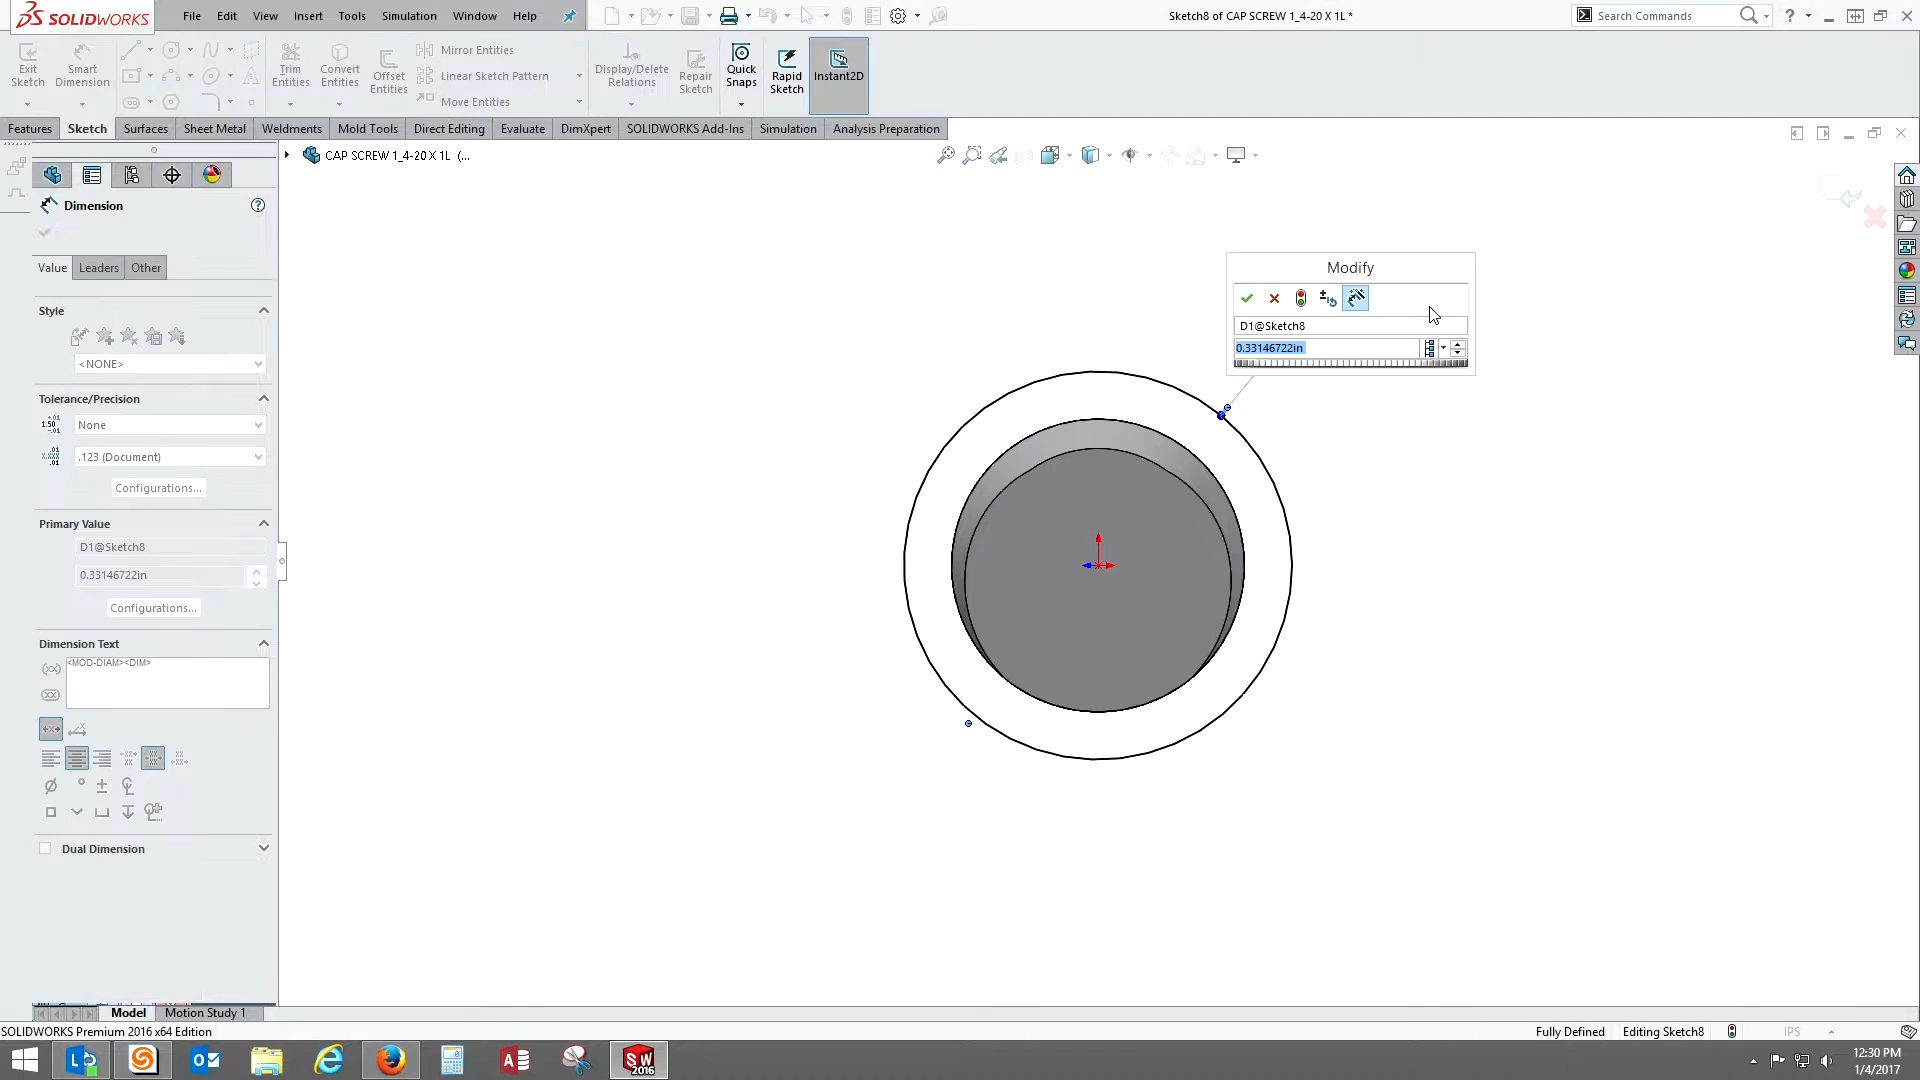 SOLIDWORKS
File Edit View Insert Tools Simulation Window Help
Sketch8 of CAP SCREW 1_4-20 X 1L *
Search Commands
Exit Sketch
Smart Dimension
Trim Entities
Convert Entities
Offset Entities
Mirror Entities
Linear Sketch Pattern
Move Entities
Display/Delete Relations
Repair Sketch
Quick Snaps
Rapid Sketch
Instant2D
Features Sketch Surfaces Sheet Metal Weldments Mold Tools Direct Editing Evaluate DimXpert SOLIDWORKS Add-Ins Simulation Analysis Preparation
CAP SCREW 1_4-20 X 1L (...
Dimension
Value Leaders Other
Style
<NONE>
Tolerance/Precision
None
.123 (Document)
Configurations...
Primary Value
D1@Sketch8
0.33146722in
Configurations...
Dimension Text
<MOD-DIAM><DIM>
Dual Dimension
Modify
D1@Sketch8
0.33146722in
Model Motion Study 1
SOLIDWORKS Premium 2016 x64 Edition
Fully Defined Editing Sketch8 IPS
SW 2016
12:30 PM
1/4/2017